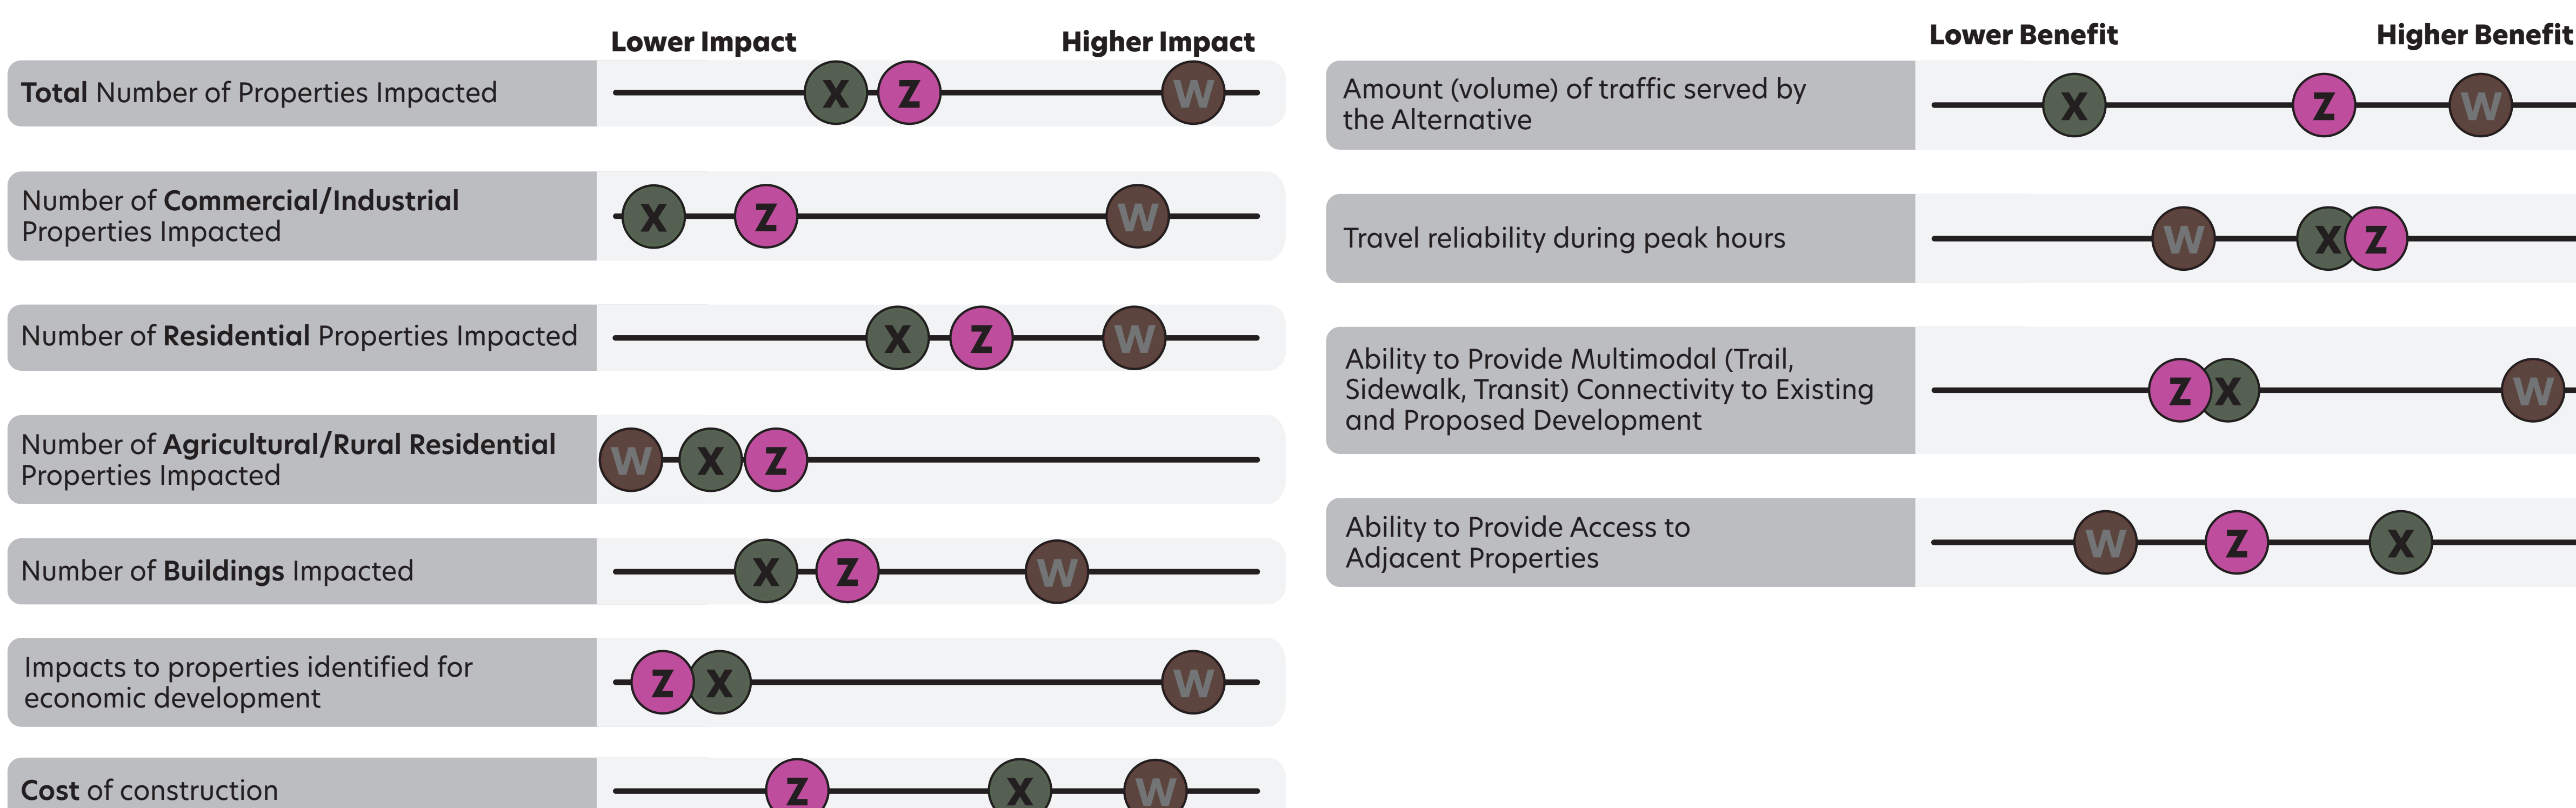 Lower Impact Higher Impact
Total Number of Properties Impacted
X Z W
Number of Commercial/Industrial
Properties Impacted
X Z W
Number of Residential Properties Impacted
X Z W
Number of Agricultural/Rural Residential
Properties Impacted
W X Z
Number of Buildings Impacted
X Z W
Impacts to properties identified for
economic development
Z X W
Cost of construction
Z X W
Lower Benefit Higher Benefit
Amount (volume) of traffic served by
the Alternative
X Z W
Travel reliability during peak hours
W X Z
Ability to Provide Multimodal (Trail,
Sidewalk, Transit) Connectivity to Existing
and Proposed Development
Z X W
Ability to Provide Access to
Adjacent Properties
W Z X